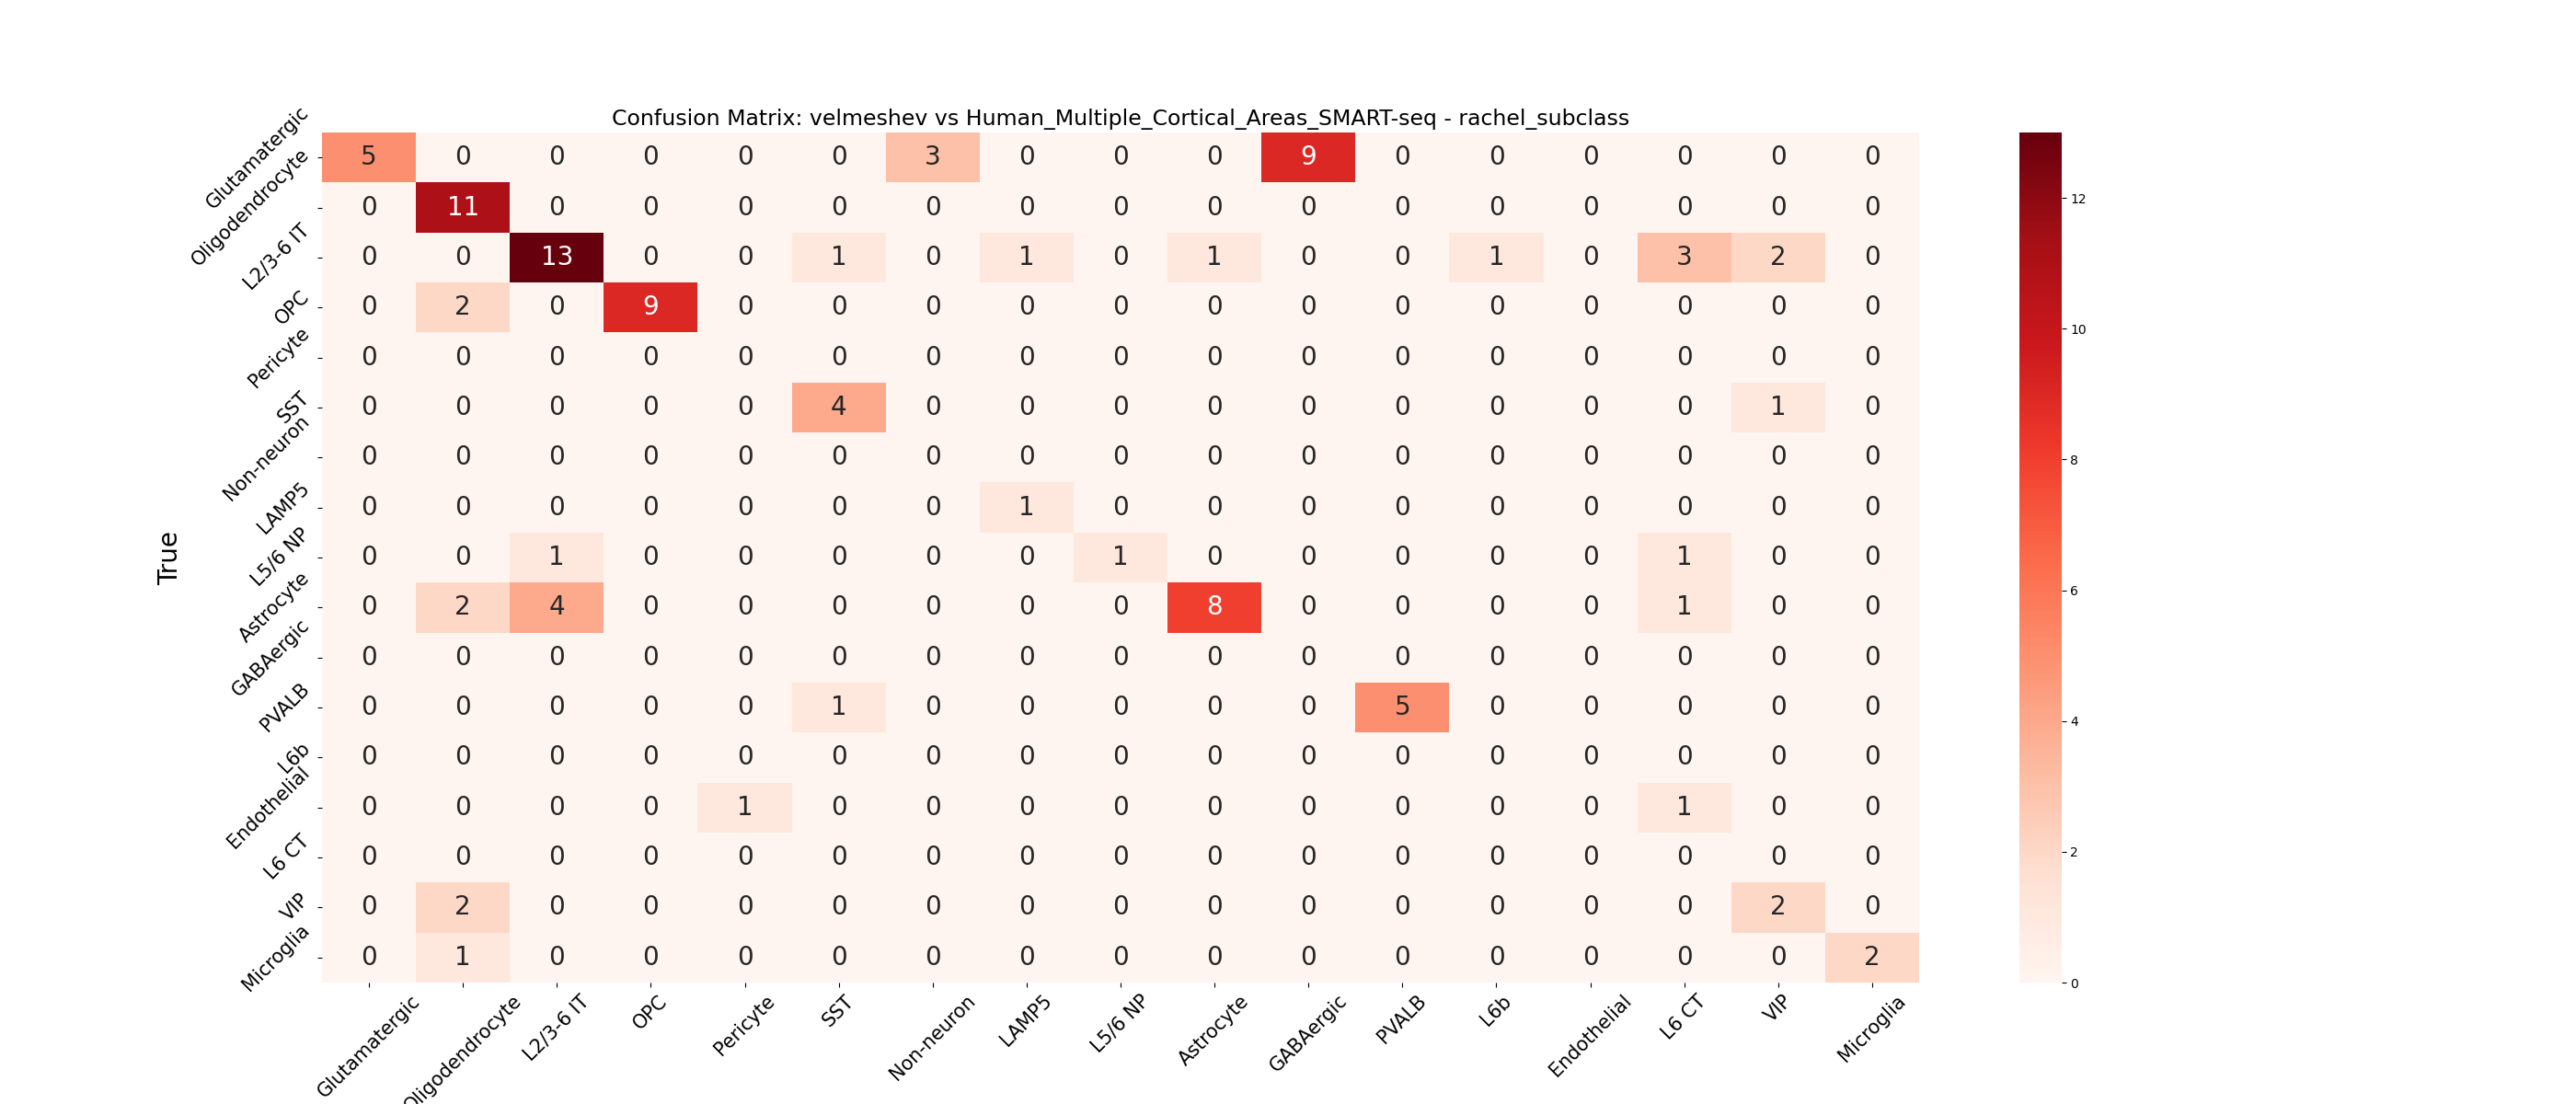 Confusion Matrix: velmeshev vs Human_Multiple_Cortical_Areas_SMART-seq - rachel_subclass
True
Glutamatergic 5 0 0 0 0 0 3 0 0 0 9 0 0 0 0 0 0
Oligodendrocyte 0 11 0 0 0 0 0 0 0 0 0 0 0 0 0 0 0
L2/3-6 IT 0 0 13 0 0 1 0 1 0 1 0 0 1 0 3 2 0
OPC 0 2 0 9 0 0 0 0 0 0 0 0 0 0 0 0 0
Pericyte 0 0 0 0 0 0 0 0 0 0 0 0 0 0 0 0 0
SST 0 0 0 0 0 4 0 0 0 0 0 0 0 0 0 1 0
Non-neuron 0 0 0 0 0 0 0 0 0 0 0 0 0 0 0 0 0
LAMP5 0 0 0 0 0 0 0 1 0 0 0 0 0 0 0 0 0
L5/6 NP 0 0 1 0 0 0 0 0 1 0 0 0 0 0 1 0 0
Astrocyte 0 2 4 0 0 0 0 0 0 8 0 0 0 0 1 0 0
GABAergic 0 0 0 0 0 0 0 0 0 0 0 0 0 0 0 0 0
PVALB 0 0 0 0 0 1 0 0 0 0 0 5 0 0 0 0 0
L6b 0 0 0 0 0 0 0 0 0 0 0 0 0 0 0 0 0
Endothelial 0 0 0 0 1 0 0 0 0 0 0 0 0 0 1 0 0
L6 CT 0 0 0 0 0 0 0 0 0 0 0 0 0 0 0 0 0
VIP 0 2 0 0 0 0 0 0 0 0 0 0 0 0 0 2 0
Microglia 0 1 0 0 0 0 0 0 0 0 0 0 0 0 0 0 2
Glutamatergic Oligodendrocyte L2/3-6 IT OPC Pericyte SST Non-neuron LAMP5 L5/6 NP Astrocyte GABAergic PVALB L6b Endothelial L6 CT VIP Microglia
12
10
8
6
4
2
0